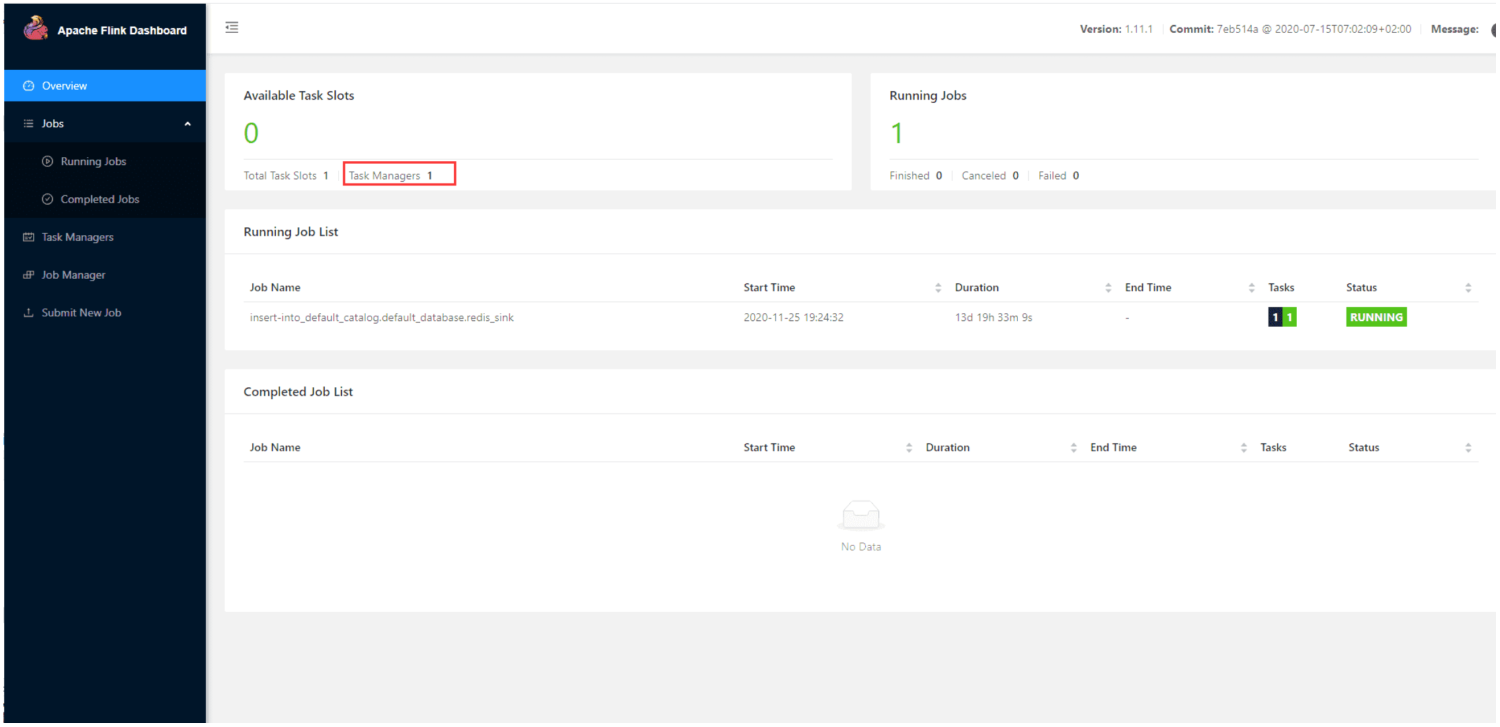 Apache Flink Dashboard
Version: 1.11.1 Commit: 7eb514a @ 2020-07-15T07:02:09+02:00 Message:
Overview
Jobs
Running Jobs
Completed Jobs
Task Managers
Job Manager
Submit New Job
Available Task Slots
0
Total Task Slots 1 Task Managers 1
Running Jobs
1
Finished 0 Canceled 0 Failed 0
Running Job List
Job Name Start Time Duration End Time Tasks Status
insert-into_default_catalog.default_database.redis_sink 2020-11-25 19:24:32 13d 19h 33m 9s - 1 1 RUNNING
Completed Job List
Job Name Start Time Duration End Time Tasks Status
No Data